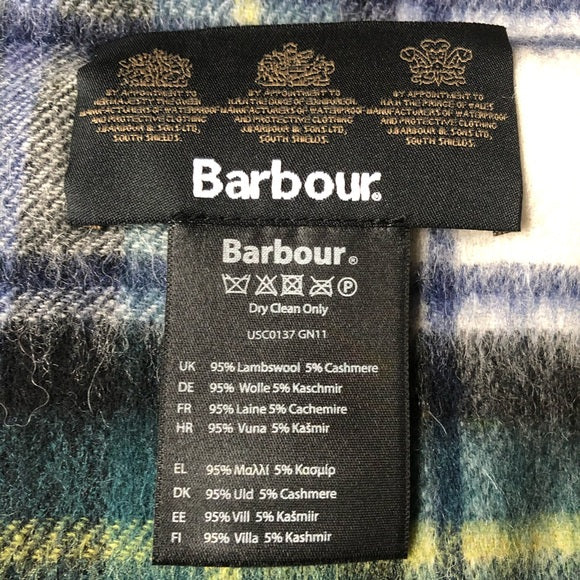 BY APPOINTMENT TO
HER MAJESTY THE QUEEN
MANUFACTURERS OF WATERPROOF
AND PROTECTIVE CLOTHING
J.BARBOUR & SONS LTD,
SOUTH SHIELDS.
BY APPOINTMENT TO
H.R.H. THE DUKE OF EDINBURGH
MANUFACTURERS OF WATERPROOF
AND PROTECTIVE CLOTHING
J.BARBOUR & SONS LTD,
SOUTH SHIELDS.
BY APPOINTMENT TO
H.R.H. THE PRINCE OF WALES
MANUFACTURERS OF WATERPROOF
AND PROTECTIVE CLOTHING
J.BARBOUR & SONS LTD,
SOUTH SHIELDS.
Barbour®
Barbour®
P
Dry Clean Only
USC0137 GN11
UK 95% Lambswool 5% Cashmere
DE 95% Wolle 5% Kaschmir
FR 95% Laine 5% Cachemire
HR 95% Vuna 5% Kašmir
EL 95% Μαλλί 5% Κασμίρ
DK 95% Uld 5% Cashmere
EE 95% Vill 5% Kašmiir
FI 95% Villa 5% Kashmir